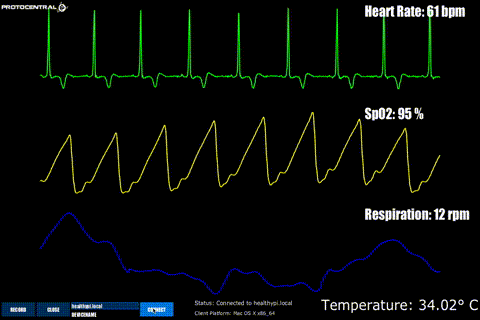 PROTOCENTRAL
Heart Rate: 61 bpm
SpO2: 95 %
Respiration: 12 rpm
RECORD
CLOSE
healthypi.local
DEVICENAME
CONNECT
Status: Connected to healthypi.local
Client Platform: Mac OS X x86_64
Temperature: 34.02° C